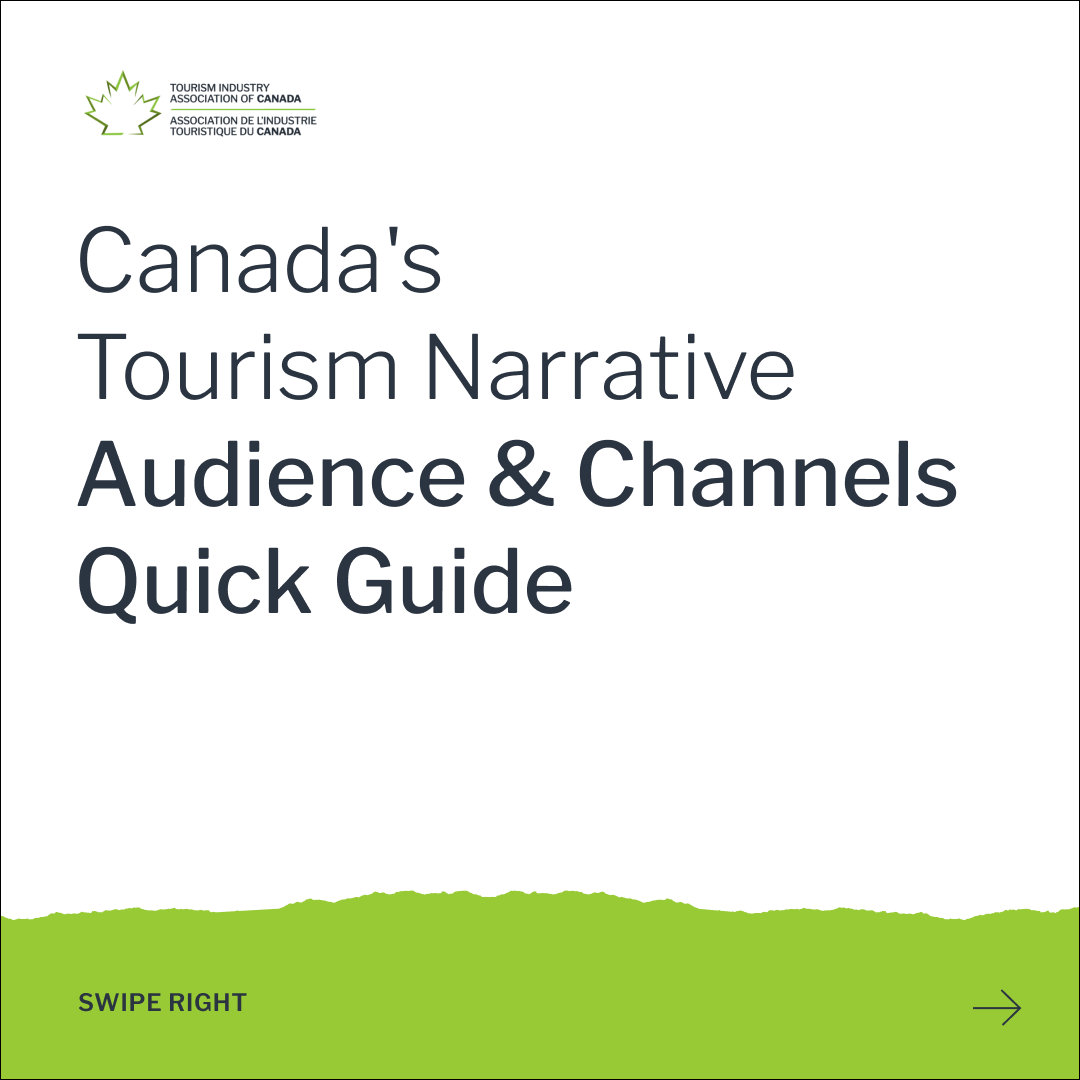 TOURISM INDUSTRY
ASSOCIATION OF CANADA
ASSOCIATION DE L'INDUSTRIE
TOURISTIQUE DU CANADA
Canada's
Tourism Narrative
Audience & Channels
Quick Guide
SWIPE RIGHT